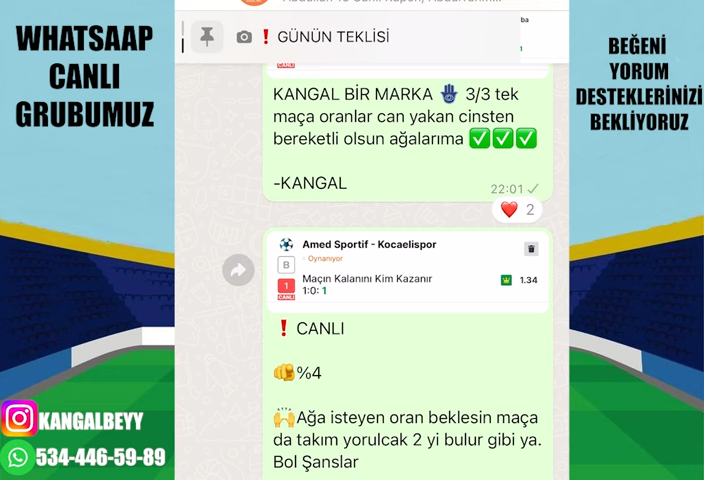 WHATSAAP
CANLI
GRUBUMUZ
BEĞENİ
YORUM
DESTEKLERİNİZİ
BEKLİYORUZ
❗ GÜNÜN TEKLİSİ
ba
1
CANLI
KANGAL BİR MARKA 🪬 3/3 tek
maça oranlar can yakan cinsten
bereketli olsun ağalarıma ✅✅✅
-KANGAL
22:01 ✓
❤️ 2
Amed Sportif - Kocaelispor
Oynanıyor
B
Maçın Kalanını Kim Kazanır
1.34
1
1:0: 1
CANLI
❗ CANLI
🫵%4
🙌Ağa isteyen oran beklesin maça
da takım yorulcak 2 yi bulur gibi ya.
Bol Şanslar
KANGALBEYY
534-446-59-89